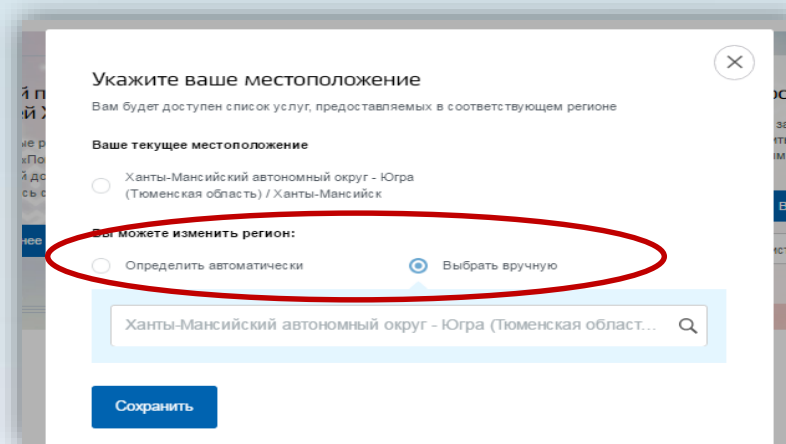 Укажите ваше местоположение
Вам будет доступен список услуг, предоставляемых в соответствующем регионе
Ваше текущее местоположение
Ханты-Мансийский автономный округ - Югра
(Тюменская область) / Ханты-Мансийск
Вы можете изменить регион:
Определить автоматически
Выбрать вручную
Ханты-Мансийский автономный округ - Югра (Тюменская област...
Сохранить